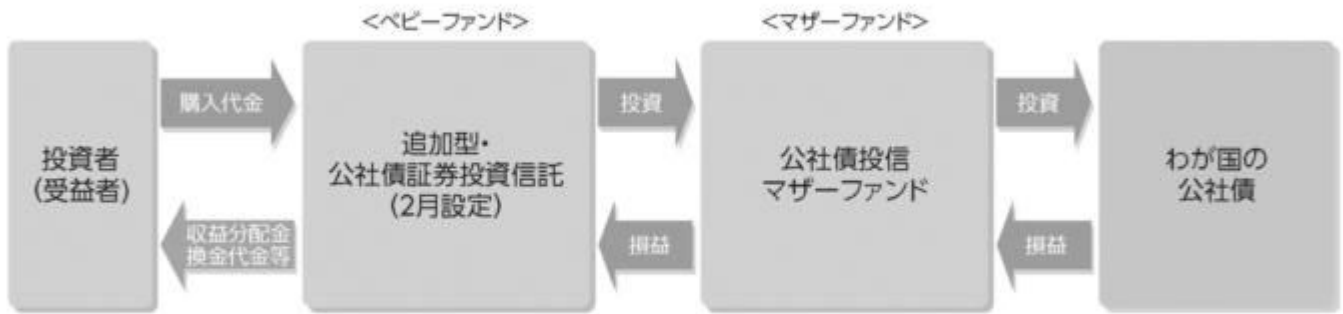 <ベビーファンド>
<マザーファンド>
投資者
(受益者)
購入代金
収益分配金
換金代金等
追加型・
公社債証券投資信託
(2月設定)
投資
損益
公社債投信
マザーファンド
投資
損益
わが国の
公社債